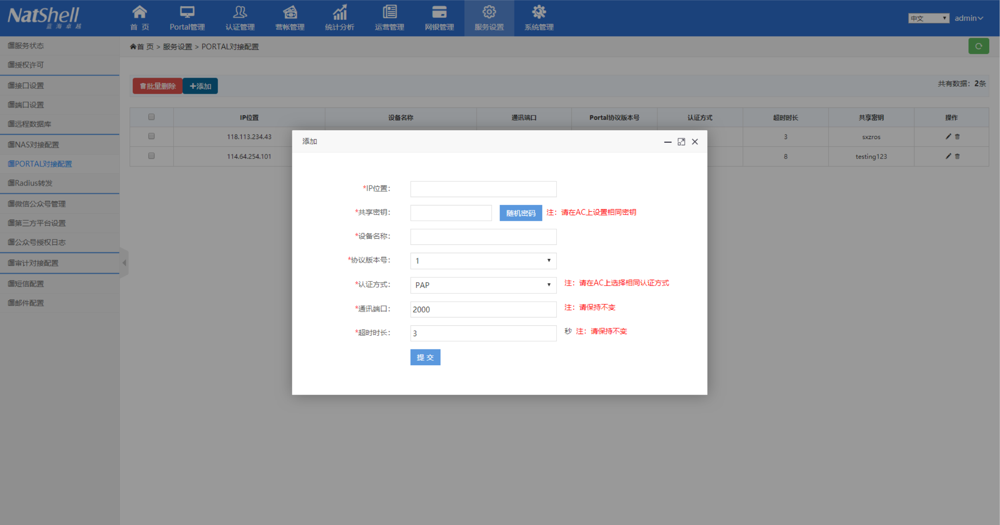 NatShell
蓝海卓越
首 页
Portal管理
认证管理
营帐管理
统计分析
运营管理
网银管理
服务设置
系统管理
中文
admin
服务状态
授权许可
接口设置
端口设置
远程数据库
NAS对接配置
PORTAL对接配置
Radius转发
微信公众号管理
第三方平台设置
公众号授权日志
审计对接配置
短信配置
邮件配置
首 页 > 服务设置 > PORTAL对接配置
批量删除 添加
共有数据：2条
IP位置 设备名称 通讯端口 Portal协议版本号 认证方式 超时时长 共享密钥 操作
118.113.234.43 3 sxzros
114.64.254.101 8 testing123
添加
*IP位置：
*共享密钥： 随机密码 注：请在AC上设置相同密钥
*设备名称：
*协议版本号： 1
*认证方式： PAP 注：请在AC上选择相同认证方式
*通讯端口： 2000 注：请保持不变
*超时时长： 3 秒 注：请保持不变
提 交